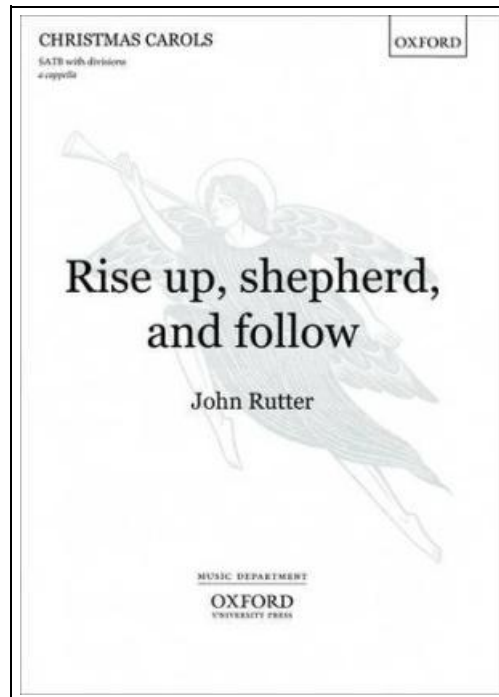 CHRISTMAS CAROLS
OXFORD
SATB with divisions
a cappella
Rise up, shepherd,
and follow
John Rutter
MUSIC DEPARTMENT
OXFORD
UNIVERSITY PRESS